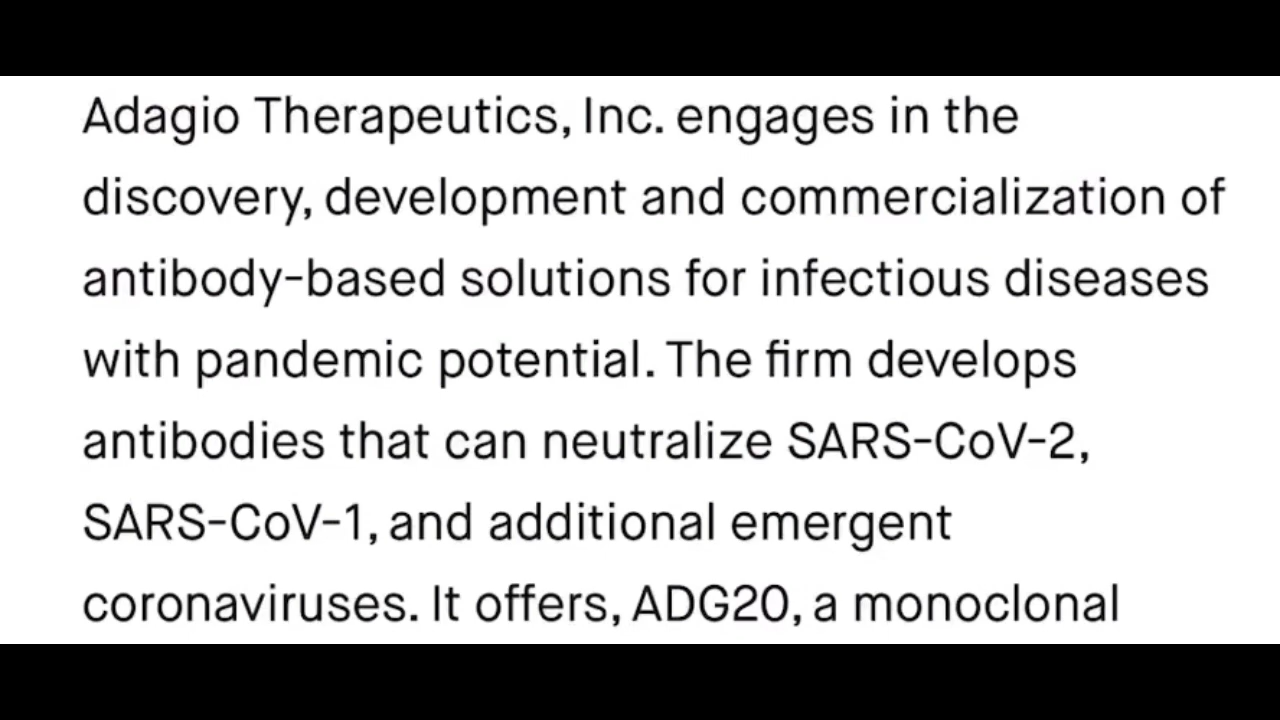 Adagio Therapeutics, Inc. engages in the
discovery, development and commercialization of
antibody-based solutions for infectious diseases
with pandemic potential. The firm develops
antibodies that can neutralize SARS-CoV-2,
SARS-CoV-1, and additional emergent
coronaviruses. It offers, ADG20, a monoclonal